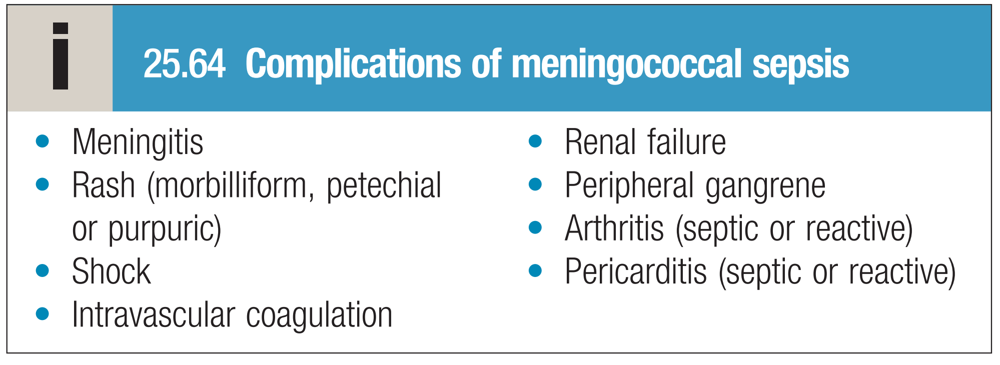 i
25.64 Complications of meningococcal sepsis
• Meningitis
• Rash (morbilliform, petechial
or purpuric)
• Shock
• Intravascular coagulation
• Renal failure
• Peripheral gangrene
• Arthritis (septic or reactive)
• Pericarditis (septic or reactive)